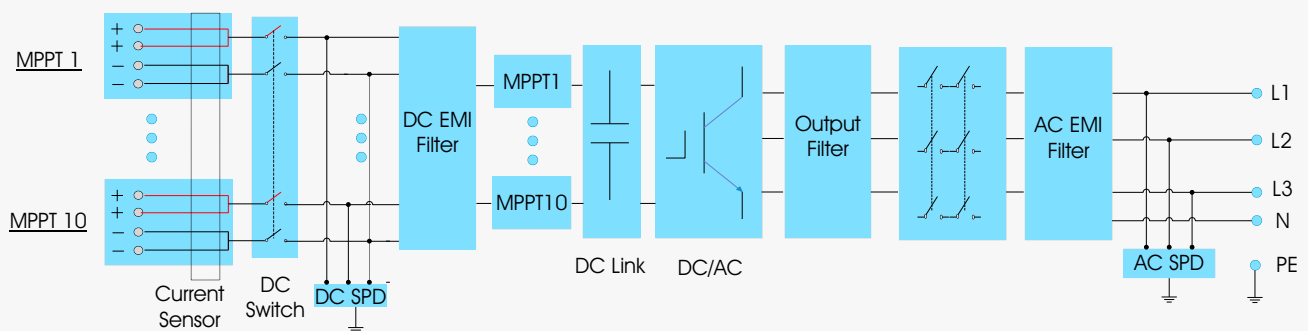 MPPT 1
+
+
−
−
MPPT 10
+
+
−
−
Current
Sensor
DC
Switch
DC SPD
DC EMI
Filter
MPPT1
MPPT10
DC Link
DC/AC
Output
Filter
AC EMI
Filter
L1
L2
L3
N
AC SPD
PE